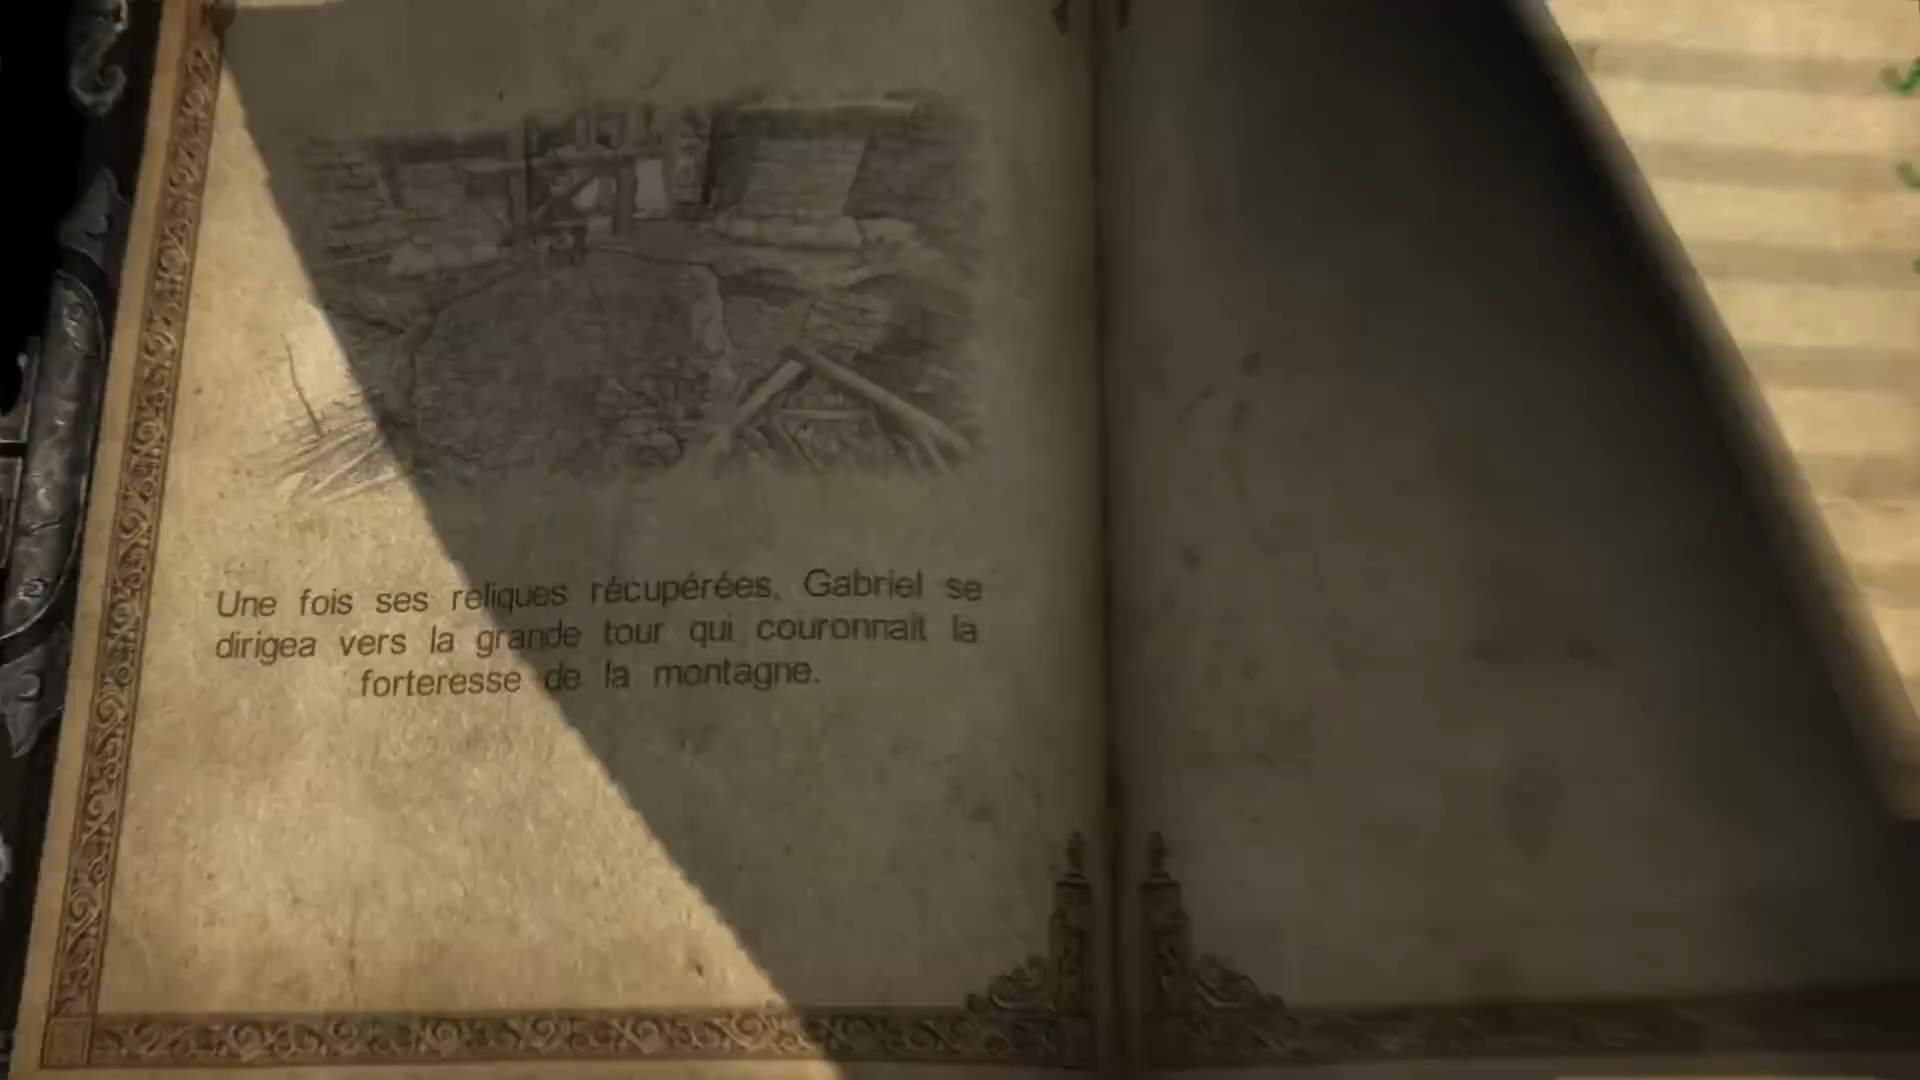 Une fois ses reliques récupérées, Gabriel se
dirigea vers la grande tour qui couronnait la
forteresse de la montagne.